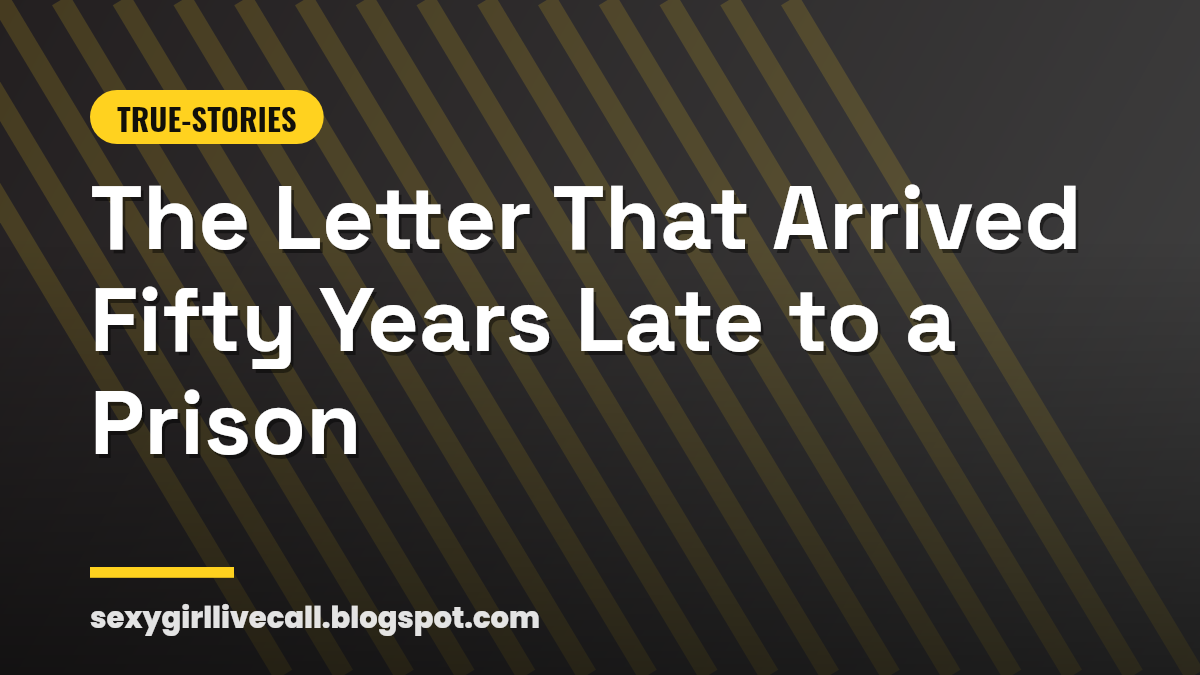 TRUE-STORIES
The Letter That Arrived
Fifty Years Late to a
Prison
sexygirllivecall.blogspot.com